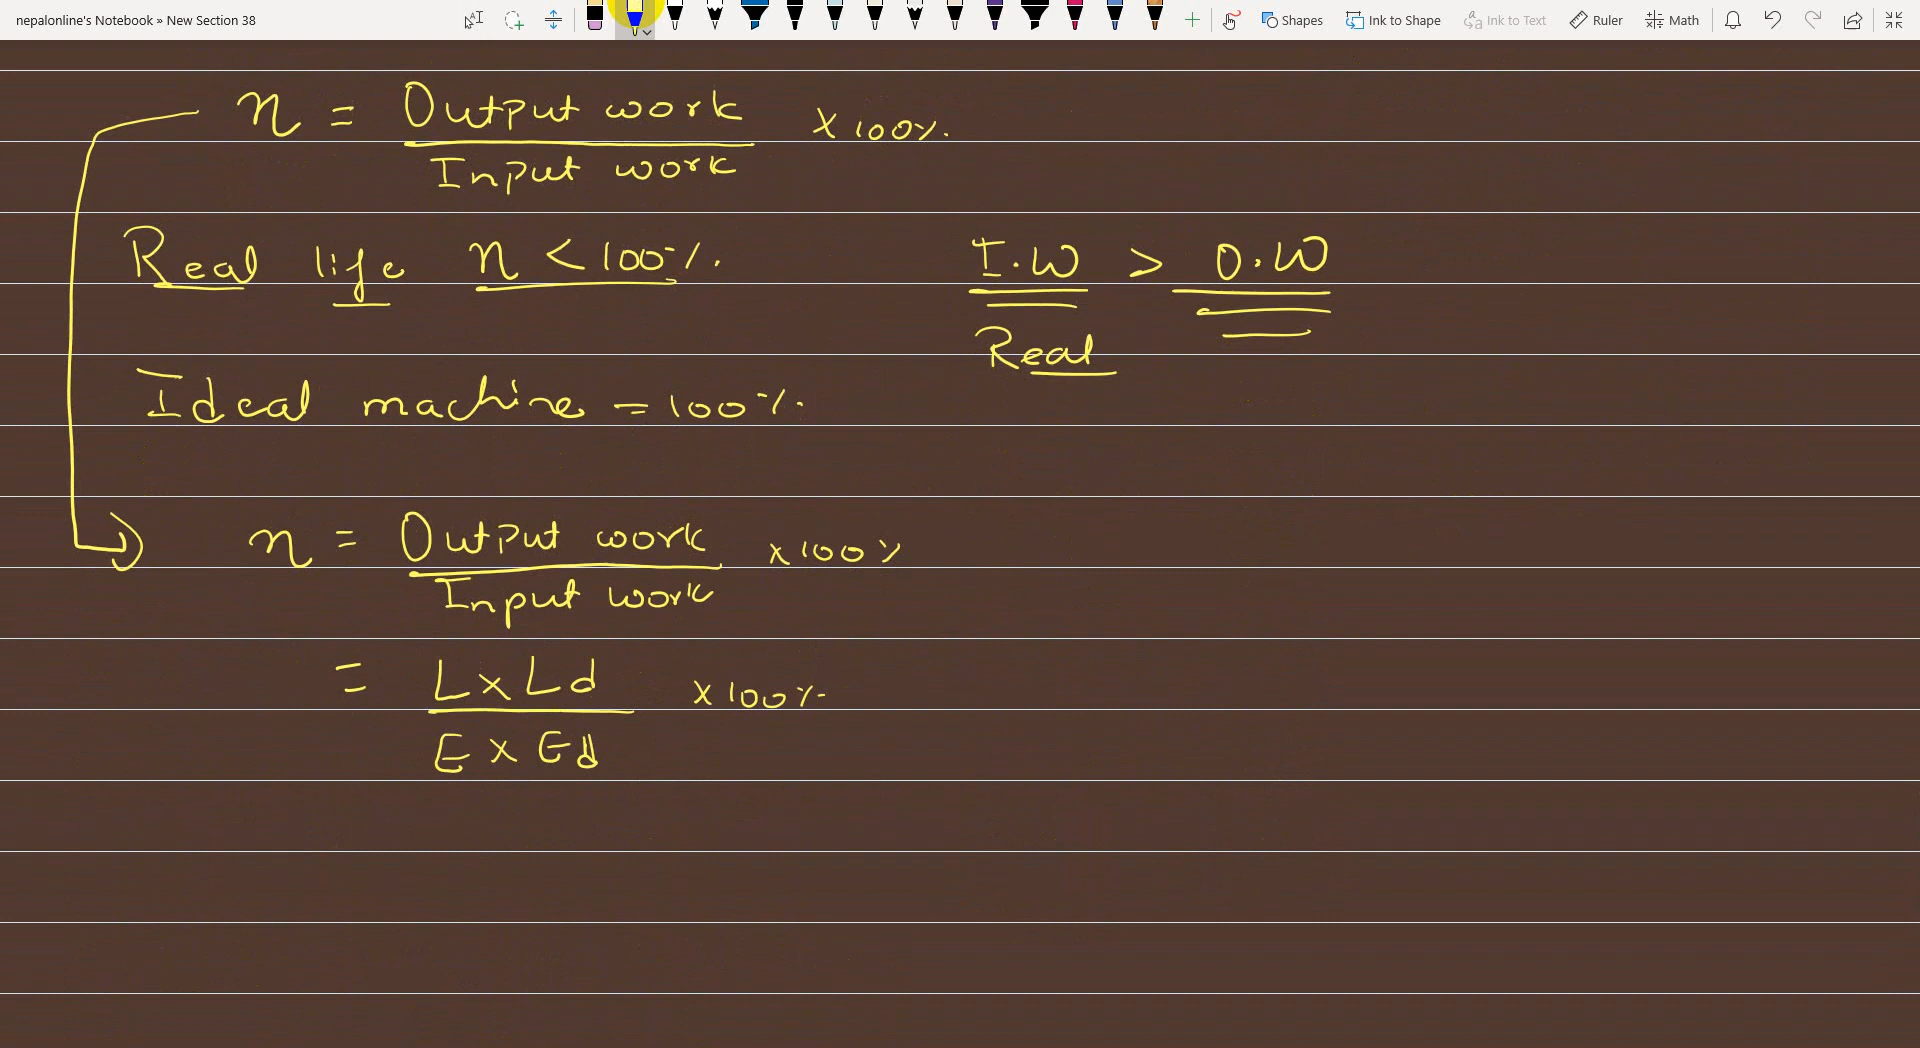 nepalonline's Notebook » New Section 38
Shapes Ink to Shape Ink to Text Ruler Math
η = Output work / Input work × 100%.
Real life η < 100%. I.W > O.W
Real
Ideal machine = 100%.
η = Output work / Input work × 100%
= L × Ld / E × Ed × 100%